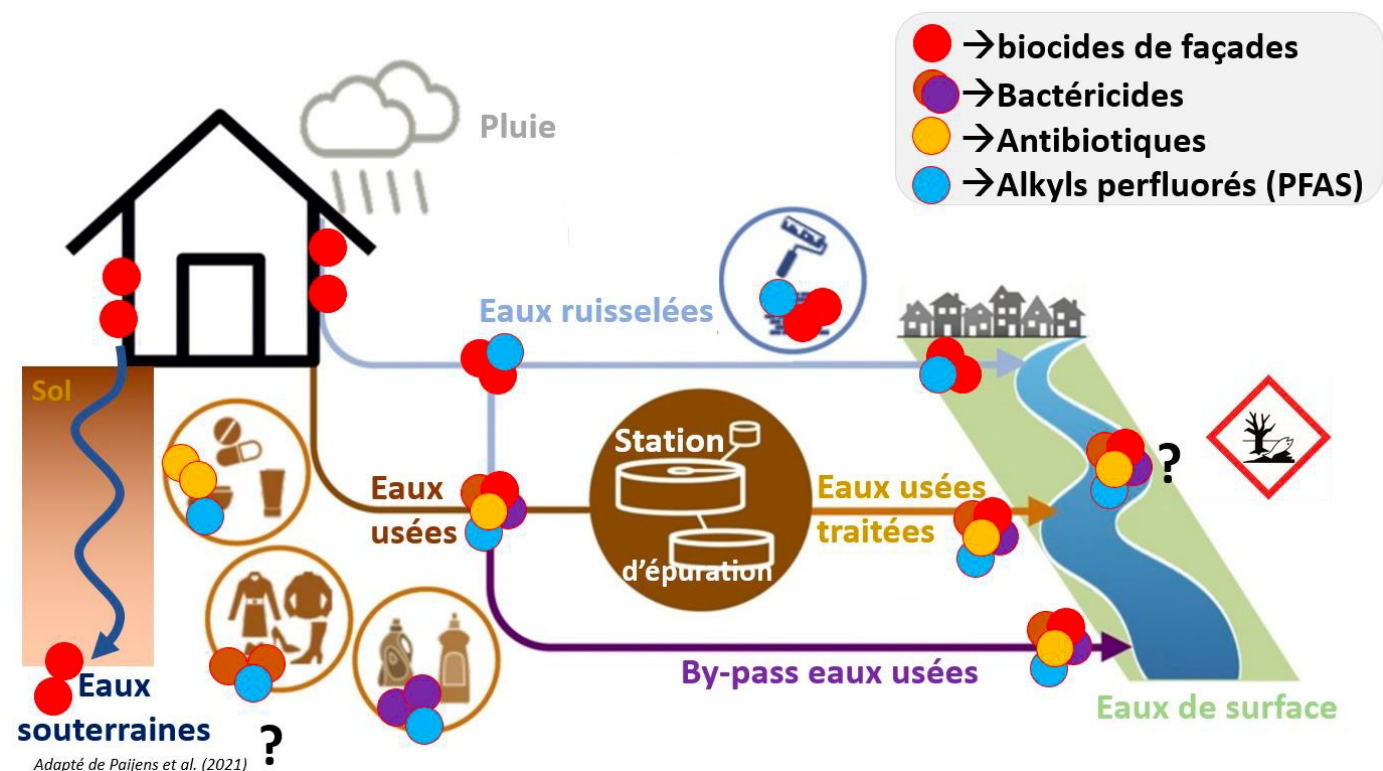 →biocides de façades
→Bactéricides
→Antibiotiques
→Alkyls perfluorés (PFAS)
Pluie
Eaux ruisselées
Sol
Station
d'épuration
Eaux
usées
Eaux usées
traitées
?
By-pass eaux usées
Eaux de surface
Eaux
souterraines
?
Adapté de Paijens et al. (2021)